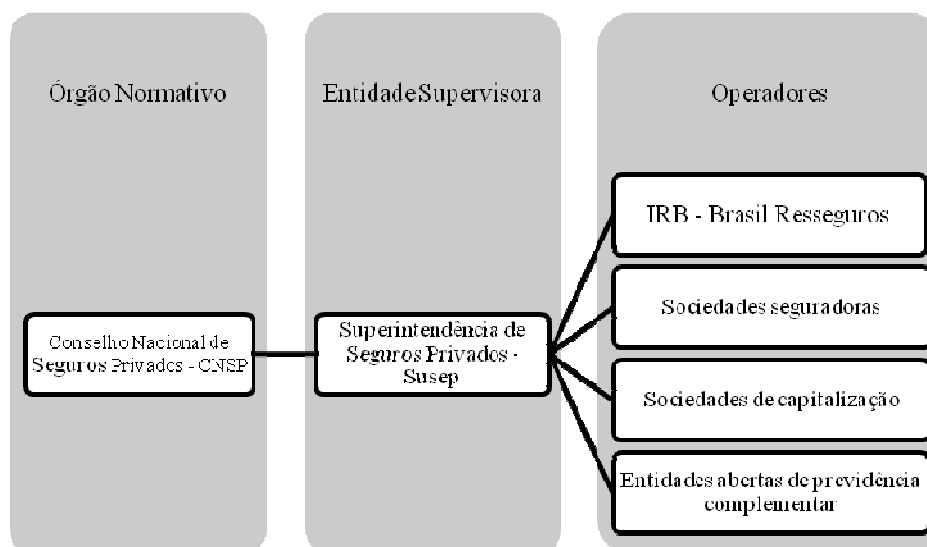 Órgão Normativo
Entidade Supervisora
Operadores
Conselho Nacional de
Seguros Privados - CNSP
Superintendência de
Seguros Privados -
Susep
IRB - Brasil Resseguros
Sociedades seguradoras
Sociedades de capitalização
Entidades abertas de previdência
complementar